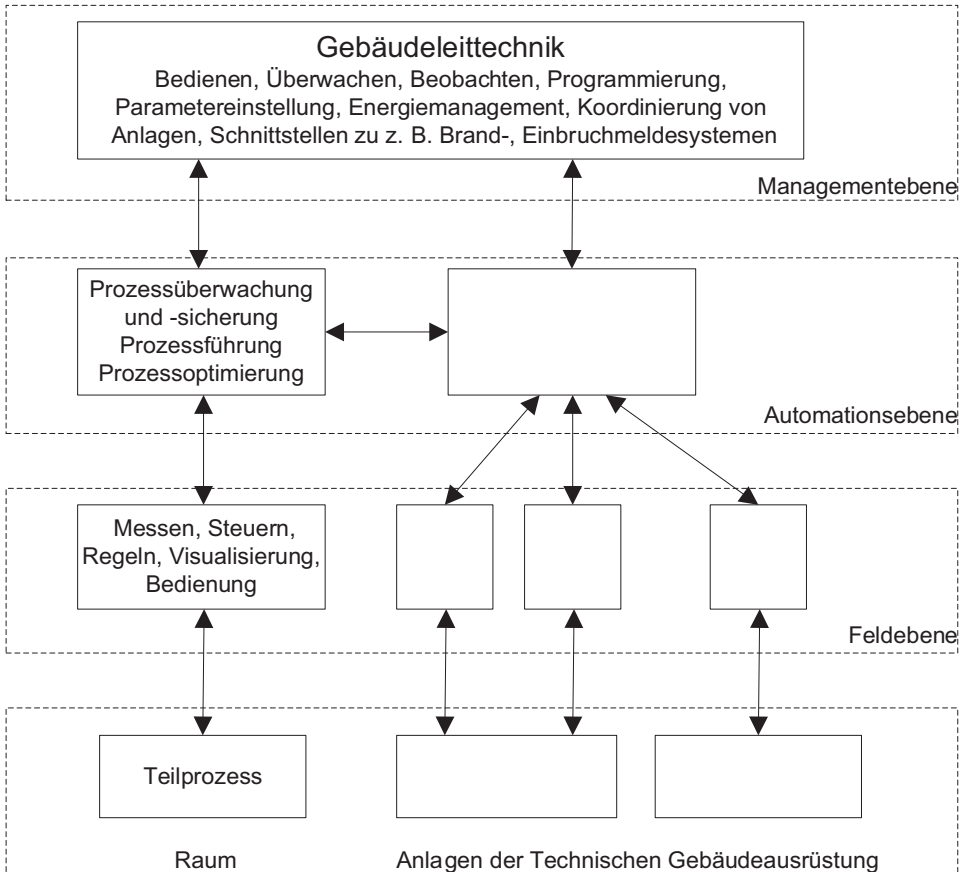 Gebäudeleittechnik
Bedienen, Überwachen, Beobachten, Programmierung,
Parametereinstellung, Energiemanagement, Koordinierung von
Anlagen, Schnittstellen zu z. B. Brand-, Einbruchmeldesystemen
Managementebene
Prozessüberwachung
und -sicherung
Prozessführung
Prozessoptimierung
Automationsebene
Messen, Steuern,
Regeln, Visualisierung,
Bedienung
Feldebene
Teilprozess
Raum
Anlagen der Technischen Gebäudeausrüstung